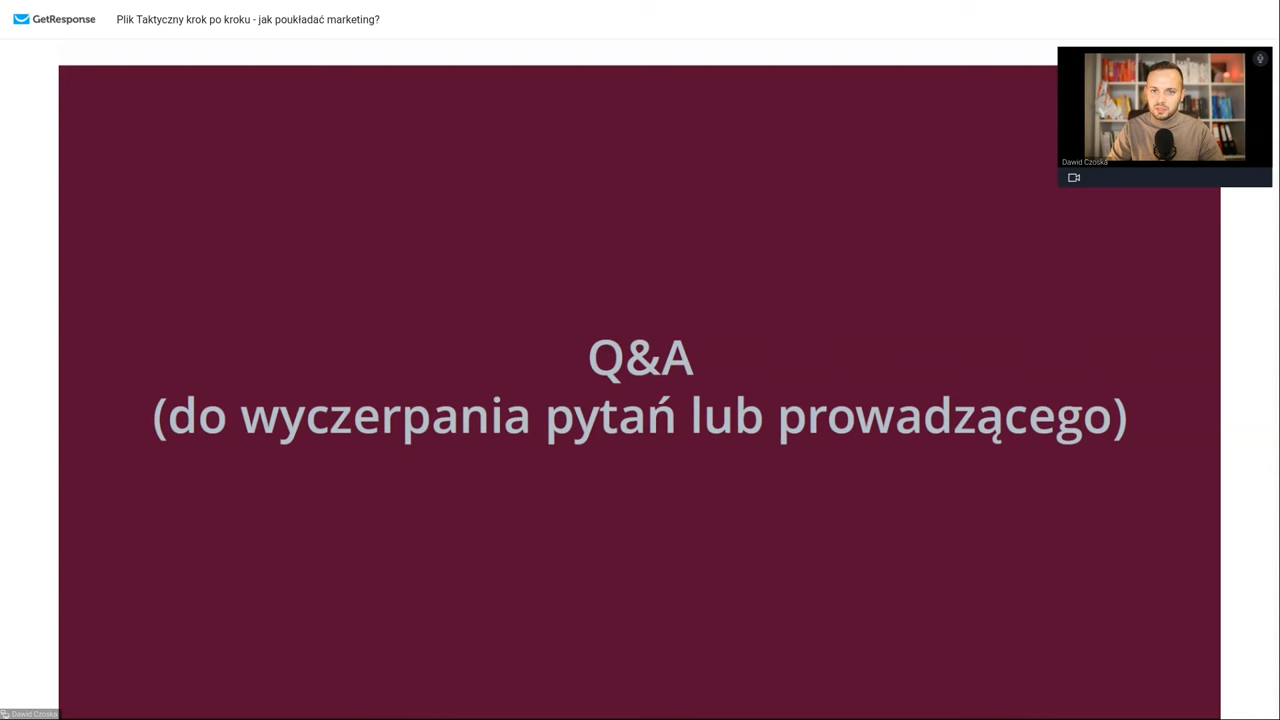 GetResponse
Plik Taktyczny krok po kroku - jak poukładać marketing?
Dawid Czoska
Q&A
(do wyczerpania pytań lub prowadzącego)
Dawid Czoska